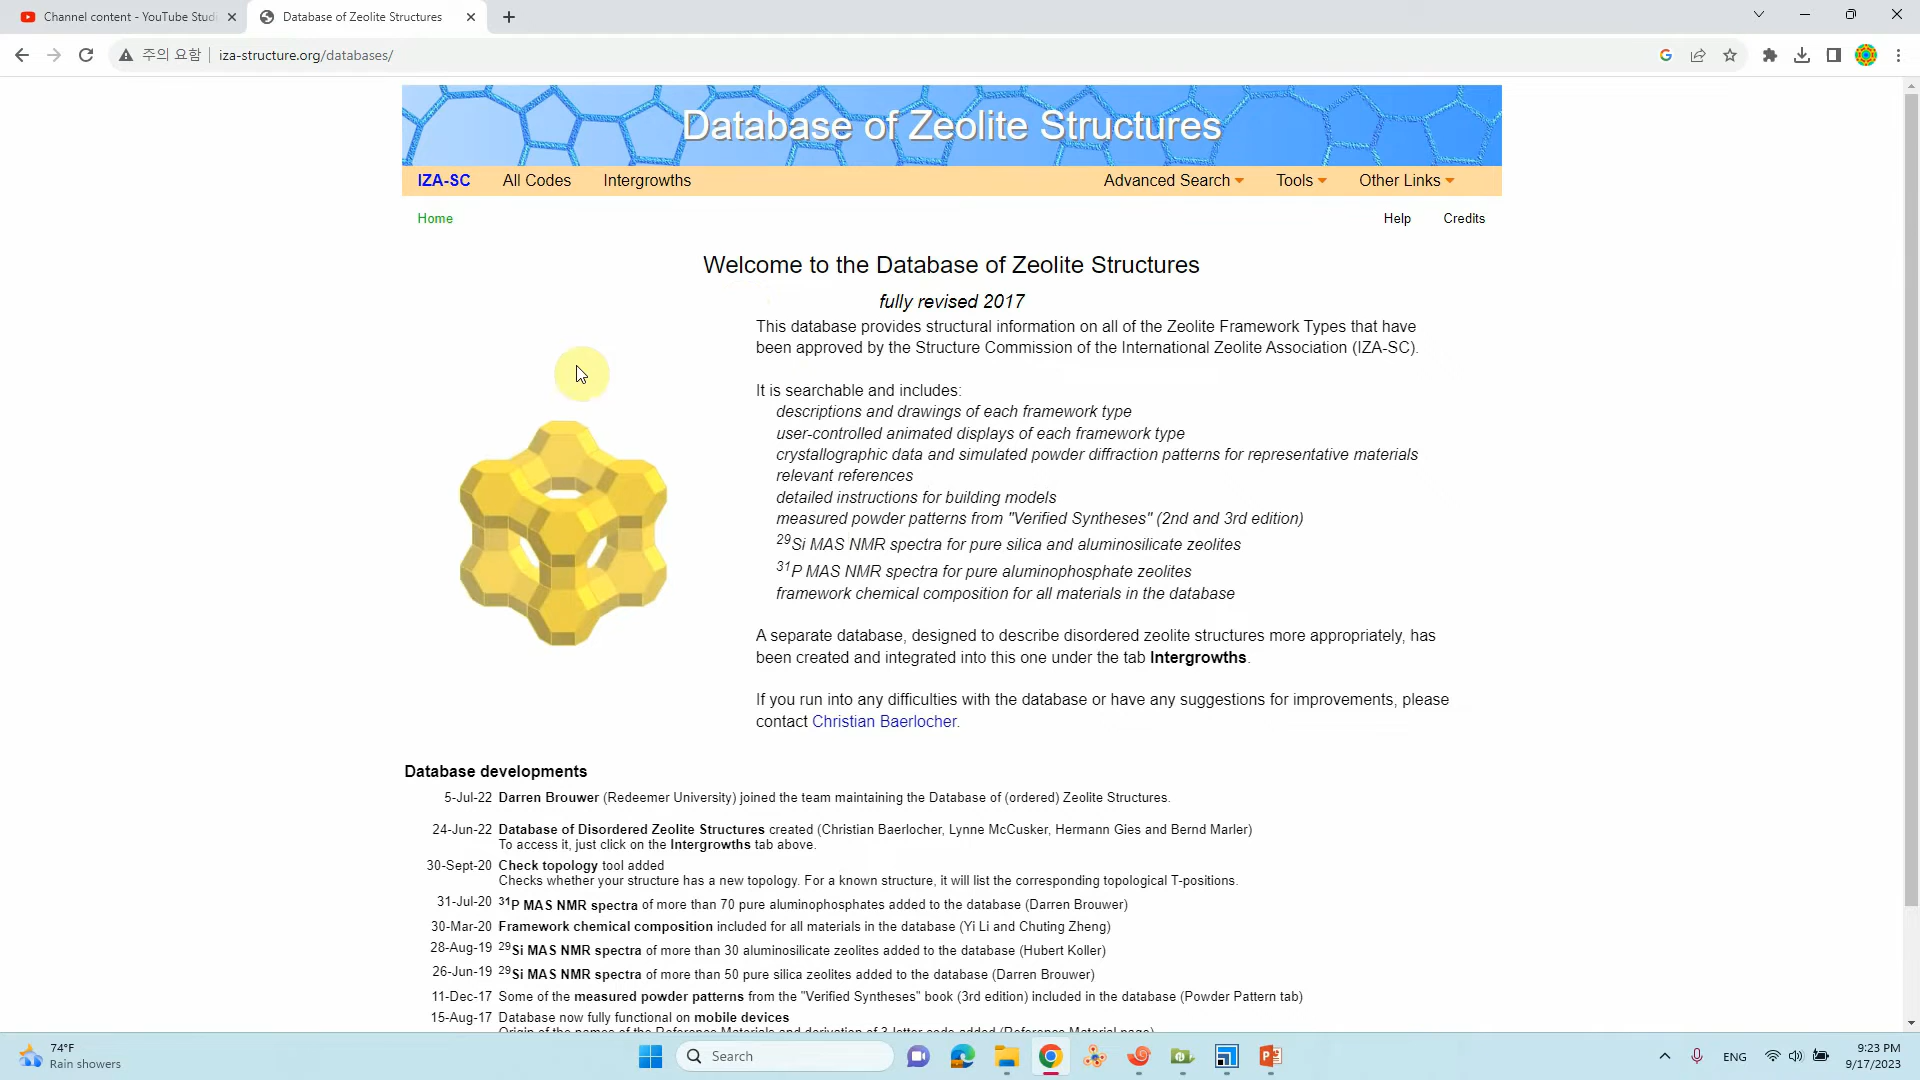 Channel content - YouTube Studi
Database of Zeolite Structures
주의 요함
iza-structure.org/databases/
Database of Zeolite Structures
IZA-SC All Codes Intergrowths Advanced Search Tools Other Links
Home Help Credits
Welcome to the Database of Zeolite Structures
fully revised 2017
This database provides structural information on all of the Zeolite Framework Types that have
been approved by the Structure Commission of the International Zeolite Association (IZA-SC).
It is searchable and includes:
descriptions and drawings of each framework type
user-controlled animated displays of each framework type
crystallographic data and simulated powder diffraction patterns for representative materials
relevant references
detailed instructions for building models
measured powder patterns from "Verified Syntheses" (2nd and 3rd edition)
29Si MAS NMR spectra for pure silica and aluminosilicate zeolites
31P MAS NMR spectra for pure aluminophosphate zeolites
framework chemical composition for all materials in the database
A separate database, designed to describe disordered zeolite structures more appropriately, has
been created and integrated into this one under the tab Intergrowths.
If you run into any difficulties with the database or have any suggestions for improvements, please
contact Christian Baerlocher.
Database developments
5-Jul-22 Darren Brouwer (Redeemer University) joined the team maintaining the Database of (ordered) Zeolite Structures.
24-Jun-22 Database of Disordered Zeolite Structures created (Christian Baerlocher, Lynne McCusker, Hermann Gies and Bernd Marler)
To access it, just click on the Intergrowths tab above.
30-Sept-20 Check topology tool added
Checks whether your structure has a new topology. For a known structure, it will list the corresponding topological T-positions.
31-Jul-20 31P MAS NMR spectra of more than 70 pure aluminophosphates added to the database (Darren Brouwer)
30-Mar-20 Framework chemical composition included for all materials in the database (Yi Li and Chuting Zheng)
28-Aug-19 29Si MAS NMR spectra of more than 30 aluminosilicate zeolites added to the database (Hubert Koller)
26-Jun-19 29Si MAS NMR spectra of more than 50 pure silica zeolites added to the database (Darren Brouwer)
11-Dec-17 Some of the measured powder patterns from the "Verified Syntheses" book (3rd edition) included in the database (Powder Pattern tab)
15-Aug-17 Database now fully functional on mobile devices
Origin of the names of the Reference Materials and derivation of 3-letter code added (Reference Material page)
74°F
Rain showers
Search
ENG
9:23 PM
9/17/2023